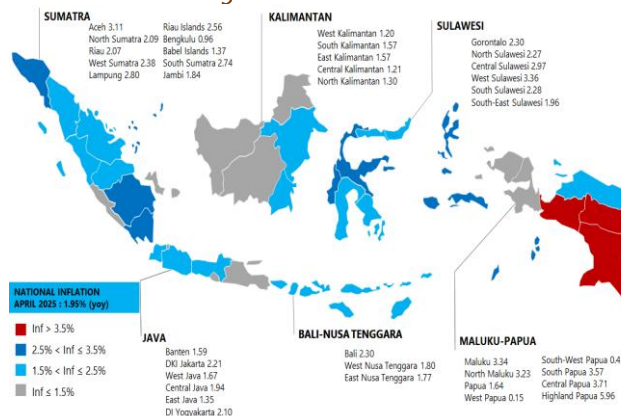 SUMATRA
Aceh 3.11
North Sumatra 2.09
Riau 2.07
West Sumatra 2.38
Lampung 2.80
Riau Islands 2.56
Bengkulu 0.96
Babel Islands 1.37
South Sumatra 2.74
Jambi 1.84
KALIMANTAN
West Kalimantan 1.20
South Kalimantan 1.57
East Kalimantan 1.57
Central Kalimantan 1.21
North Kalimantan 1.30
SULAWESI
Gorontalo 2.30
North Sulawesi 2.27
Central Sulawesi 2.97
West Sulawesi 3.36
South Sulawesi 2.28
South-East Sulawesi 1.96
NATIONAL INFLATION
APRIL 2025 : 1.95% (yoy)
Inf > 3.5%
2.5% < Inf ≤ 3.5%
1.5% < Inf ≤ 2.5%
Inf ≤ 1.5%
JAVA
Banten 1.59
DKI Jakarta 2.21
West Java 1.67
Central Java 1.94
East Java 1.35
DI Yogyakarta 2.10
BALI-NUSA TENGGARA
Bali 2.30
West Nusa Tenggara 1.80
East Nusa Tenggara 1.77
MALUKU-PAPUA
Maluku 3.34
North Maluku 3.23
Papua 1.64
West Papua 0.15
South-West Papua 0.4
South Papua 3.57
Central Papua 3.71
Highland Papua 5.96